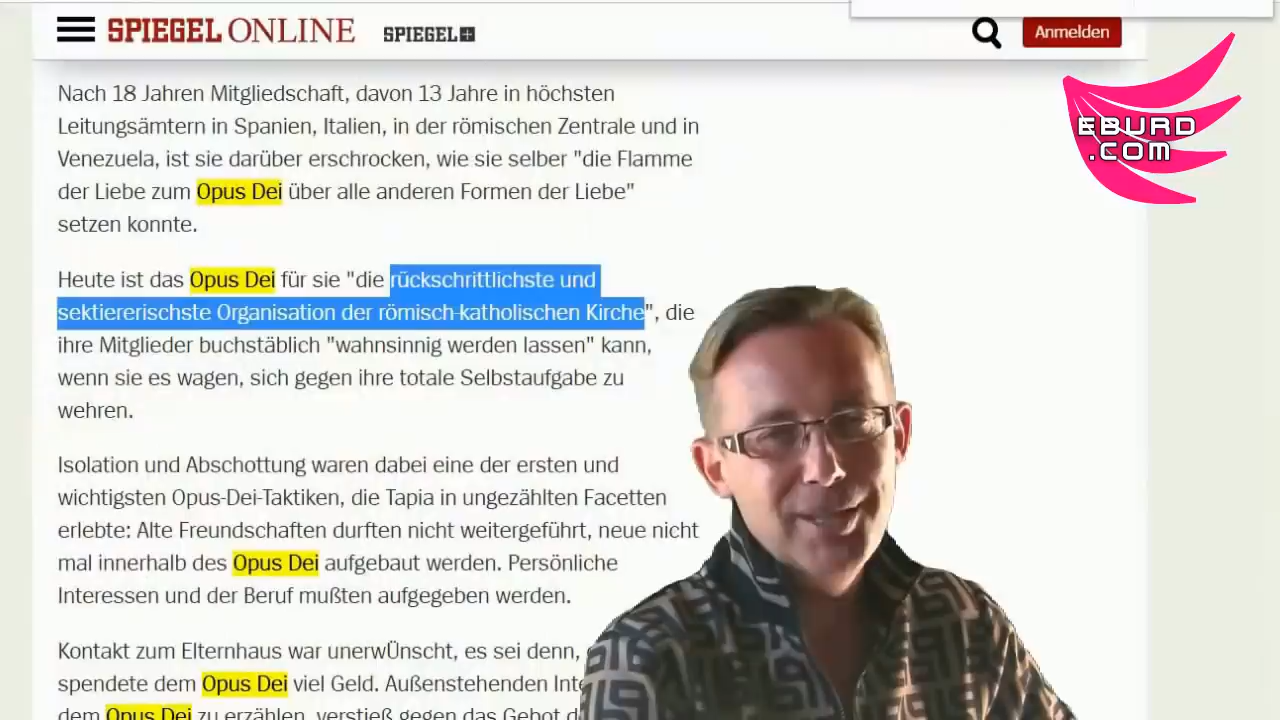 SPIEGEL ONLINE SPIEGEL+ Anmelden
EBURD
.COM
Nach 18 Jahren Mitgliedschaft, davon 13 Jahre in höchsten
Leitungsämtern in Spanien, Italien, in der römischen Zentrale und in
Venezuela, ist sie darüber erschrocken, wie sie selber "die Flamme
der Liebe zum Opus Dei über alle anderen Formen der Liebe"
setzen konnte.
Heute ist das Opus Dei für sie "die rückschrittlichste und
sektiererischste Organisation der römisch-katholischen Kirche", die
ihre Mitglieder buchstäblich "wahnsinnig werden lassen" kann,
wenn sie es wagen, sich gegen ihre totale Selbstaufgabe zu
wehren.
Isolation und Abschottung waren dabei eine der ersten und
wichtigsten Opus-Dei-Taktiken, die Tapia in ungezählten Facetten
erlebte: Alte Freundschaften durften nicht weitergeführt, neue nicht
mal innerhalb des Opus Dei aufgebaut werden. Persönliche
Interessen und der Beruf mußten aufgegeben werden.
Kontakt zum Elternhaus war unerwÜnscht, es sei denn,
spendete dem Opus Dei viel Geld. Außenstehenden
dem Opus Dei zu erzählen, verstieß gegen das Gebot